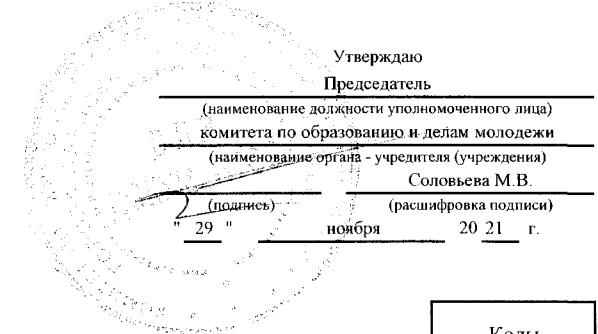 Утверждаю
Председатель
(наименование должности уполномоченного лица)
комитета по образованию и делам молодежи
(наименование органа - учредителя (учреждения)
Соловьева М.В.
(подпись) (расшифровка подписи)
" 29 " ноября 20 21 г.
Коды